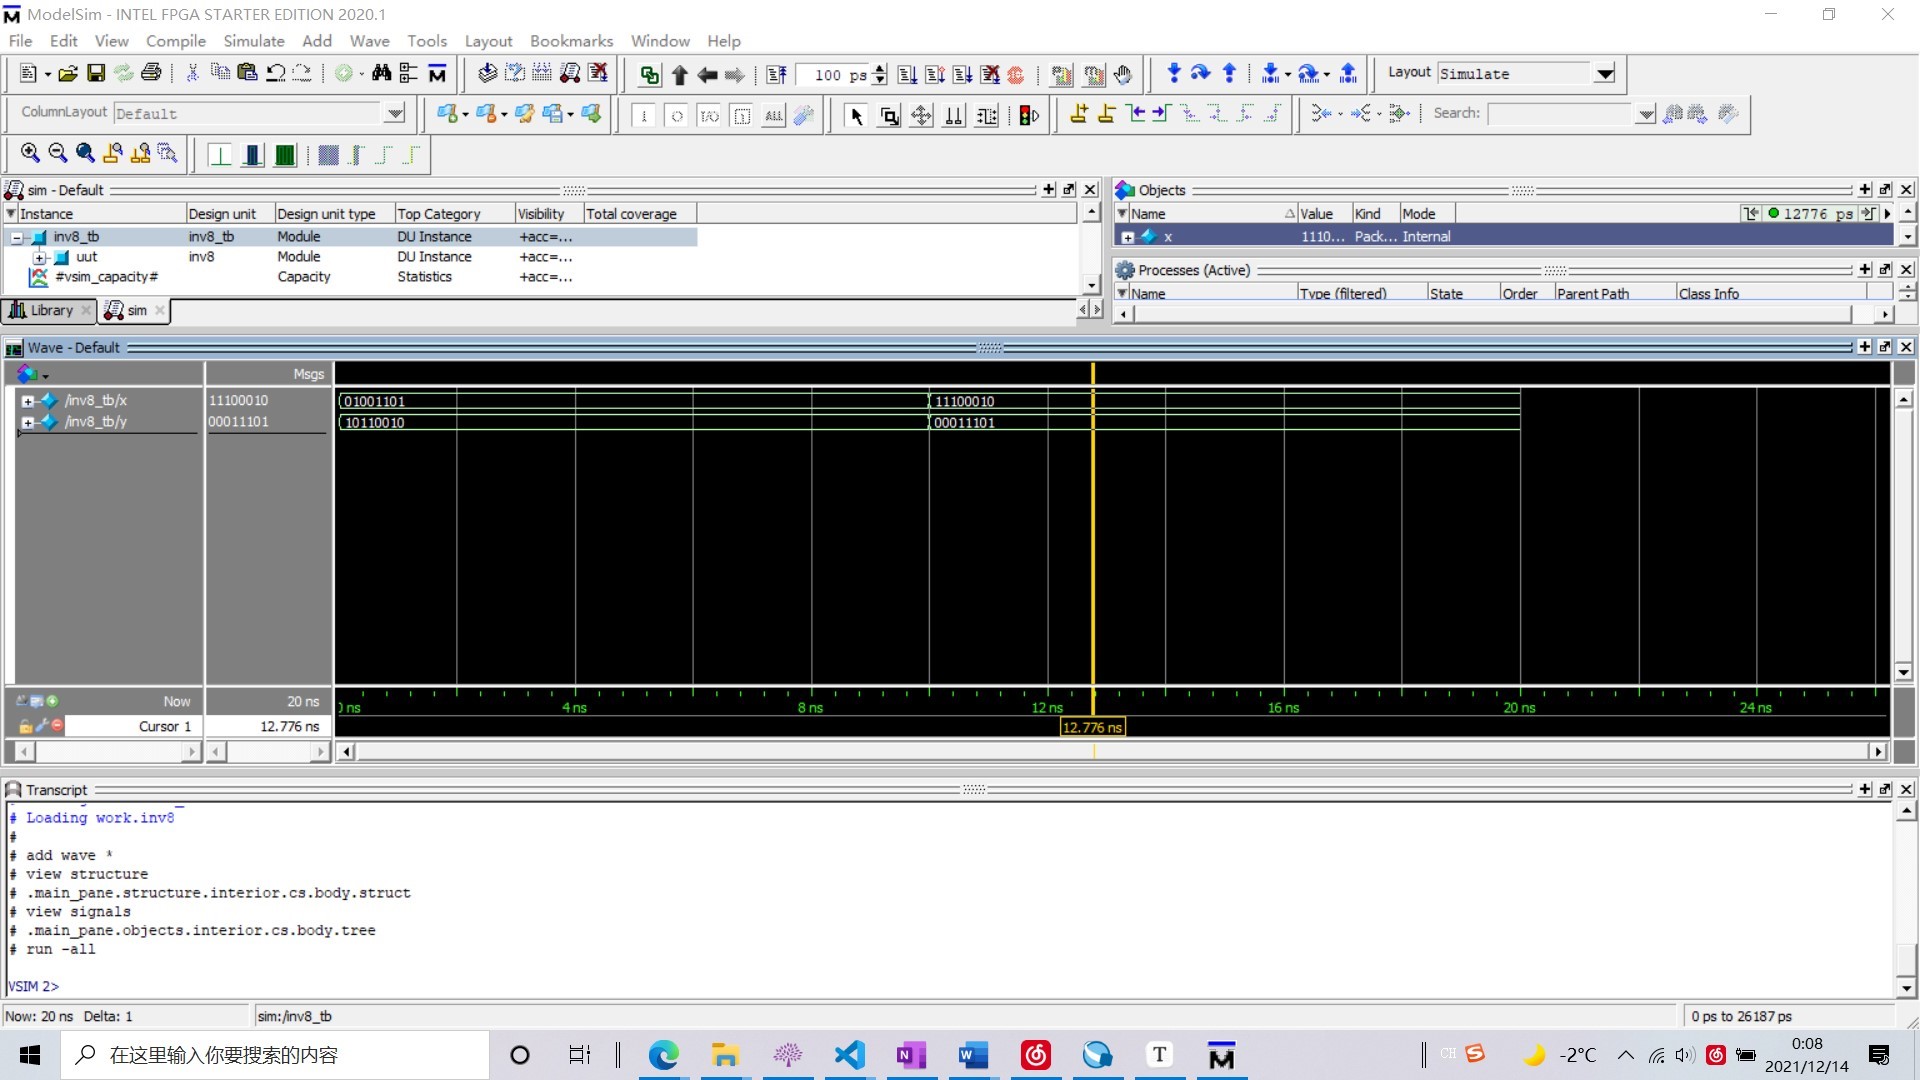 ModelSim - INTEL FPGA STARTER EDITION 2020.1
File Edit View Compile Simulate Add Wave Tools Layout Bookmarks Window Help
100 ps
Layout Simulate
ColumnLayout Default
ALL
Search:
sim - Default
Instance Design unit Design unit type Top Category Visibility Total coverage
inv8_tb inv8_tb Module DU Instance +acc=...
uut inv8 Module DU Instance +acc=...
#vsim_capacity# Capacity Statistics +acc=...
Library sim
Objects
Name Value Kind Mode 12776 ps
x 1110... Pack... Internal
Processes (Active)
Name Type (filtered) State Order Parent Path Class Info
Wave - Default
Msgs
/inv8_tb/x 11100010 01001101 11100010
/inv8_tb/y 00011101 10110010 00011101
Now 20 ns
ns 4 ns 8 ns 12 ns 16 ns 20 ns 24 ns
Cursor 1 12.776 ns 12.776 ns
Transcript
# Loading work.inv8
#
# add wave *
# view structure
# .main_pane.structure.interior.cs.body.struct
# view signals
# .main_pane.objects.interior.cs.body.tree
# run -all
VSIM 2>
Now: 20 ns Delta: 1 sim:/inv8_tb 0 ps to 26187 ps
在这里输入你要搜索的内容
CH
-2°C
0:08
2021/12/14